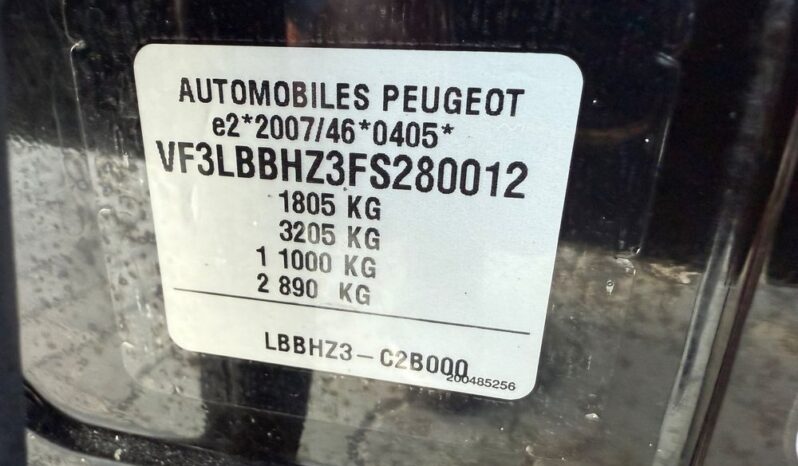 AUTOMOBILES PEUGEOT
e2*2007/46*0405*
VF3LBBHZ3FS280012
1805 KG
3205 KG
1 1000 KG
2 890 KG
LBBHZ3-C2B000
200485256